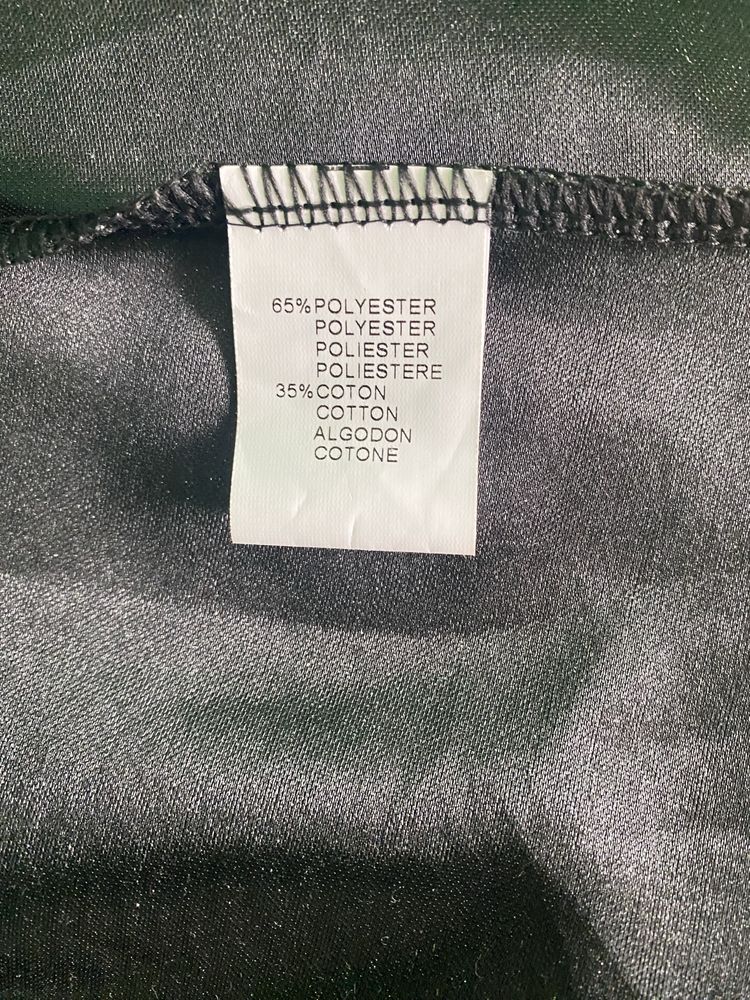 65% POLYESTER
POLYESTER
POLIESTER
POLIESTERE
35% COTON
COTTON
ALGODON
COTONE